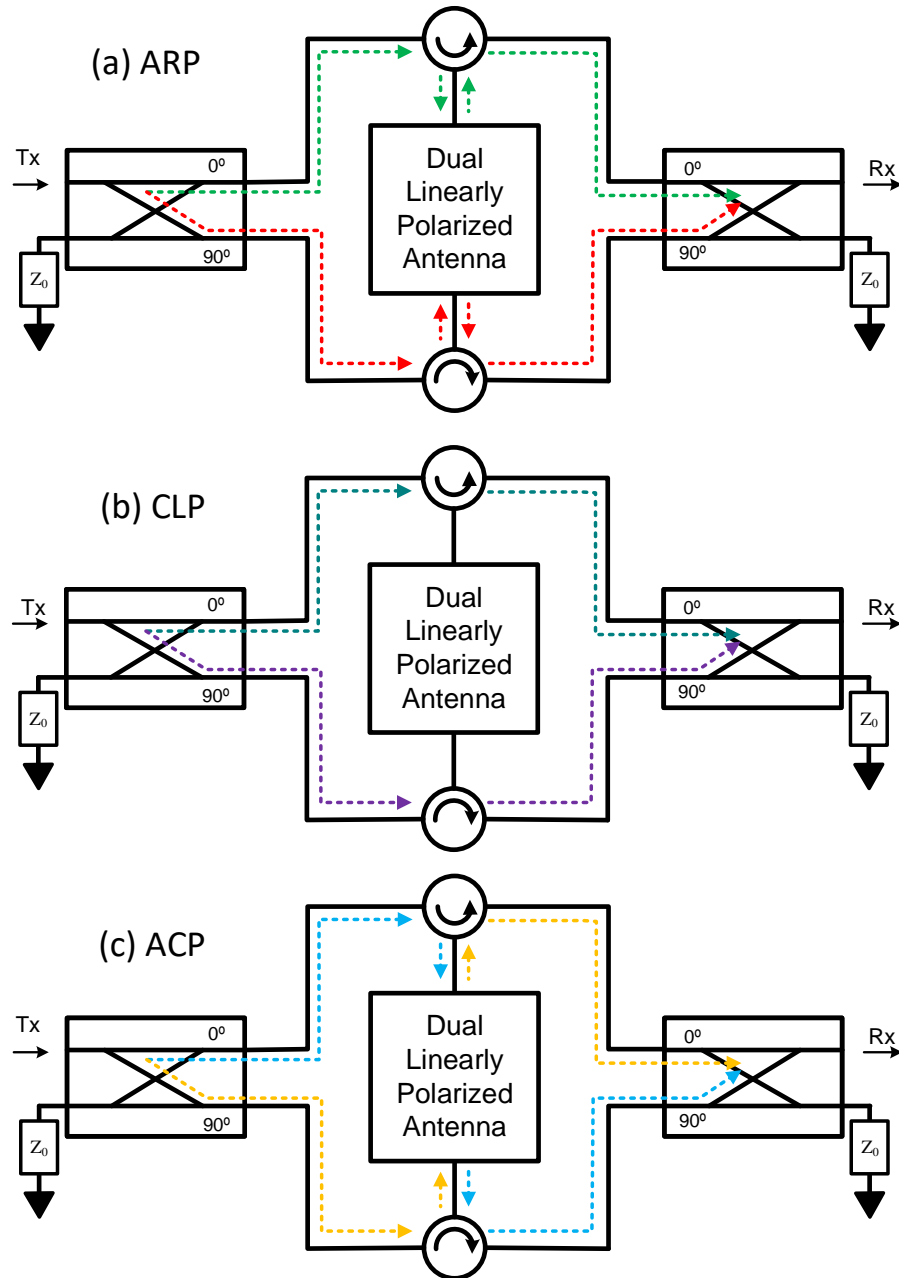 (a) ARP
Tx
0º
90º
Z₀
Dual
Linearly
Polarized
Antenna
0º
90º
Rx
Z₀
(b) CLP
Tx
0º
90º
Z₀
Dual
Linearly
Polarized
Antenna
0º
90º
Rx
Z₀
(c) ACP
Tx
0º
90º
Z₀
Dual
Linearly
Polarized
Antenna
0º
90º
Rx
Z₀